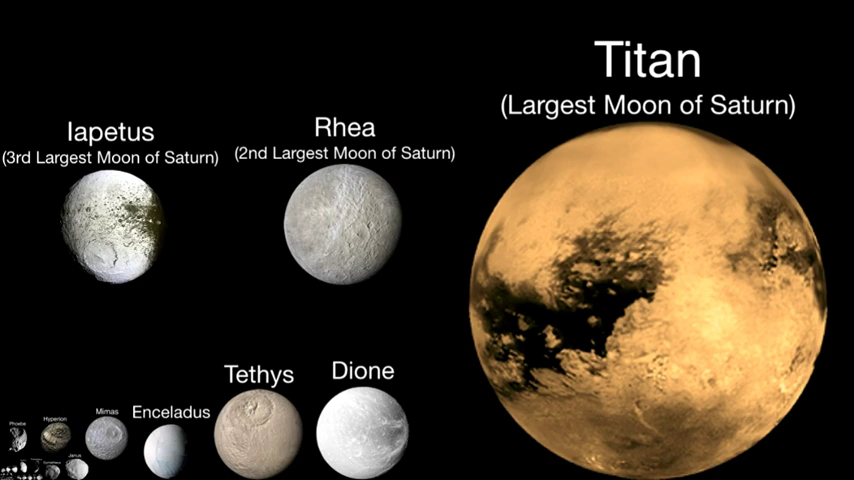 Titan
(Largest Moon of Saturn)
Iapetus
(3rd Largest Moon of Saturn)
Rhea
(2nd Largest Moon of Saturn)
Tethys
Dione
Enceladus
Mimas
Hyperion
Phoebe
Janus